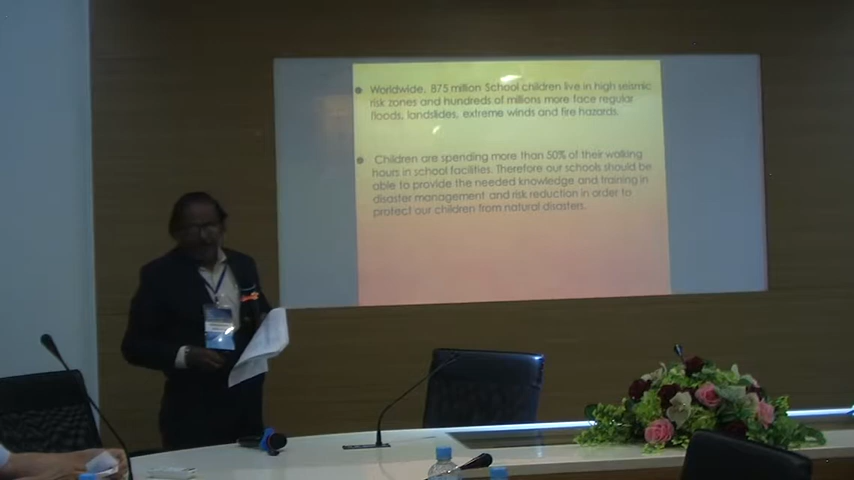 Worldwide, 875 million School children live in high seismic
risk zones and hundreds of millions more face regular
floods, landslides, extreme winds and fire hazards.
Children are spending more than 50% of their walking
hours in school facilities. Therefore our schools should be
able to provide the needed knowledge and training in
disaster management and risk reduction in order to
protect our children from natural disaster.